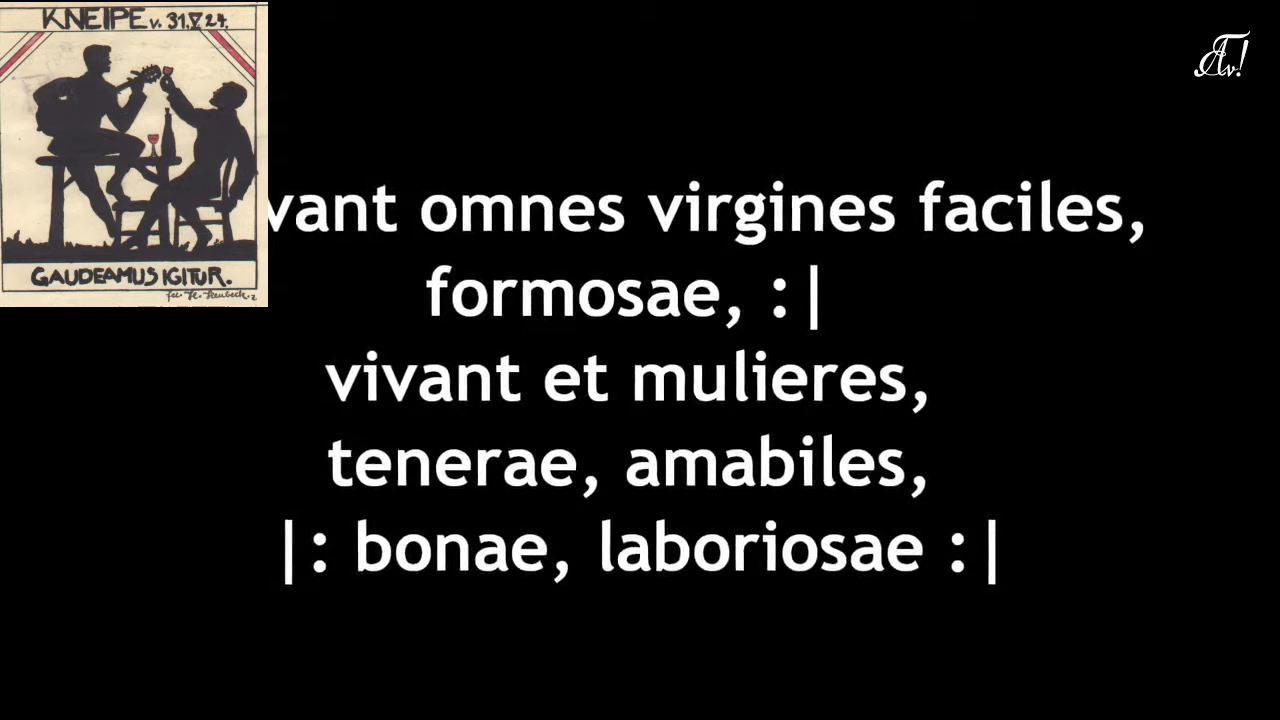 KNEIPE v. 31.V.24.
GAUDEAMUS IGITUR.
vant omnes virgines faciles,
formosae, :|
vivant et mulieres,
tenerae, amabiles,
|: bonae, laboriosae :|